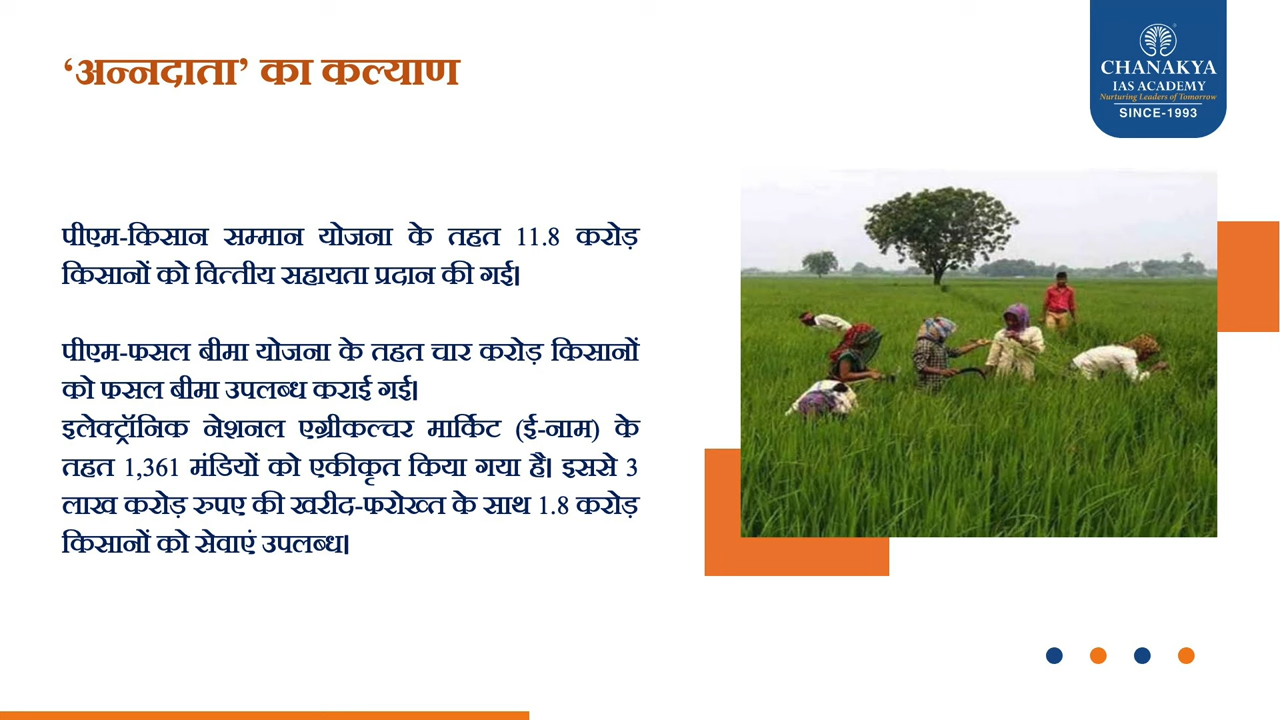 ‘अन्नदाता’ का कल्याण
CHANAKYA
IAS ACADEMY
Nurturing Leaders of Tomorrow
SINCE-1993
पीएम-किसान सम्मान योजना के तहत 11.8 करोड़
किसानों को वित्तीय सहायता प्रदान की गई।
पीएम-फसल बीमा योजना के तहत चार करोड़ किसानों
को फसल बीमा उपलब्ध कराई गई।
इलेक्ट्रॉनिक नेशनल एग्रीकल्चर मार्किट (ई-नाम) के
तहत 1,361 मंडियों को एकीकृत किया गया है। इससे 3
लाख करोड़ रुपए की खरीद-फरोख्त के साथ 1.8 करोड़
किसानों को सेवाएं उपलब्ध।